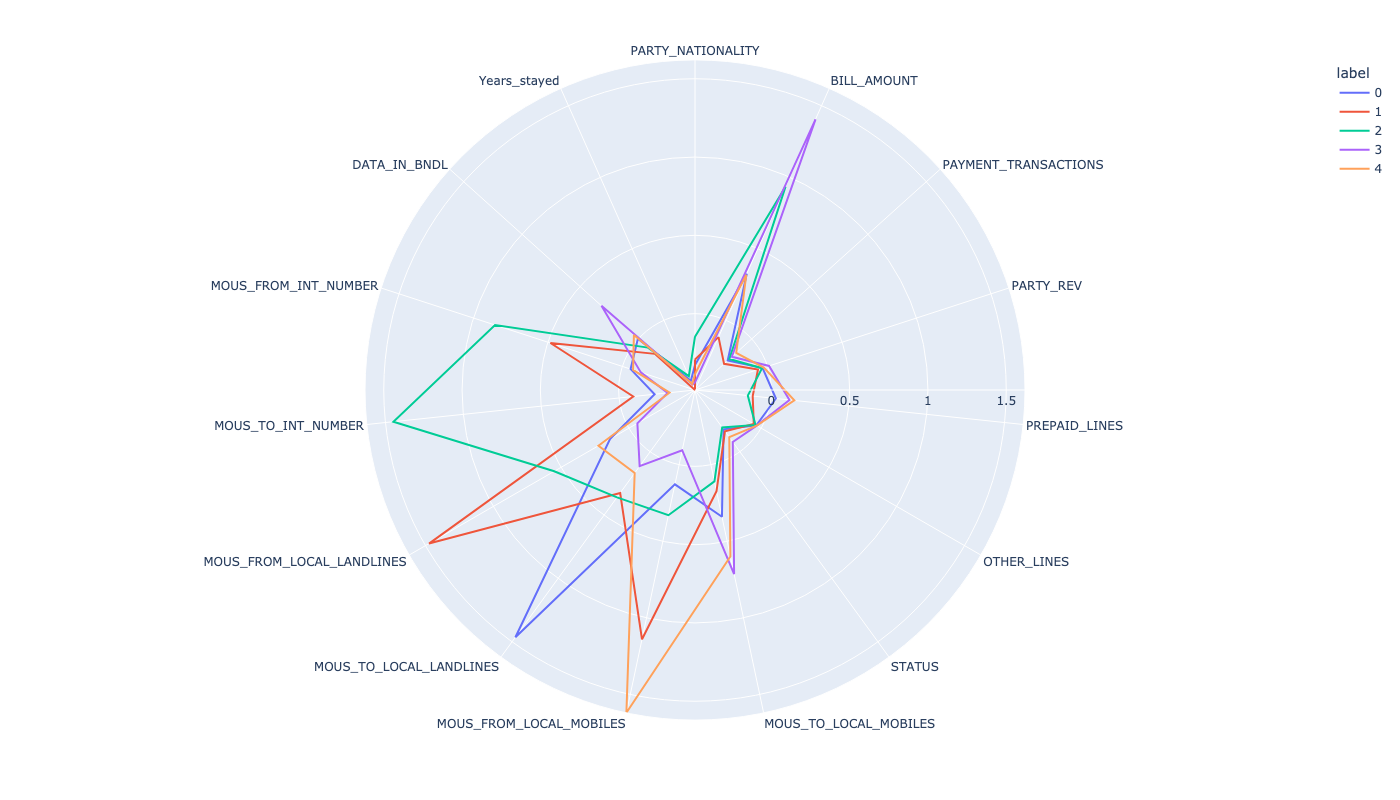 PARTY_NATIONALITY
Years_stayed
BILL_AMOUNT
label
0
1
2
3
4
DATA_IN_BNDL
PAYMENT_TRANSACTIONS
MOUS_FROM_INT_NUMBER
PARTY_REV
0 0.5 1 1.5
MOUS_TO_INT_NUMBER
PREPAID_LINES
MOUS_FROM_LOCAL_LANDLINES
OTHER_LINES
MOUS_TO_LOCAL_LANDLINES
STATUS
MOUS_FROM_LOCAL_MOBILES
MOUS_TO_LOCAL_MOBILES